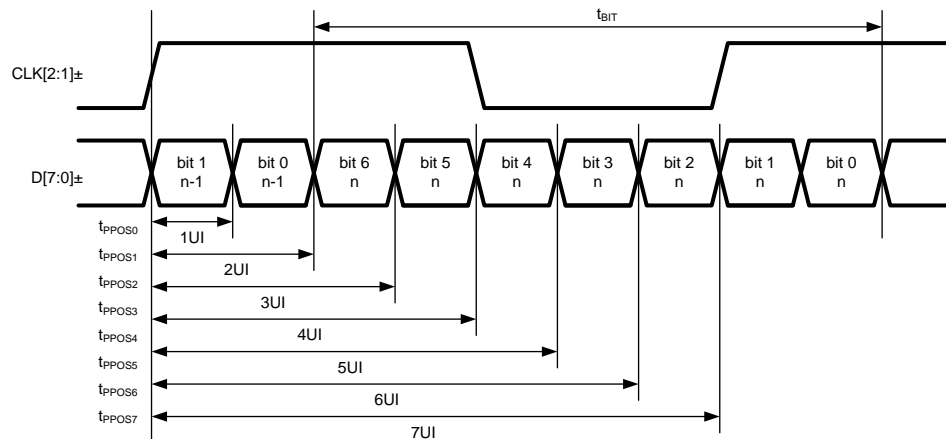 tBIT
CLK[2:1]±
D[7:0]±
bit 1 n-1
bit 0 n-1
bit 6 n
bit 5 n
bit 4 n
bit 3 n
bit 2 n
bit 1 n
bit 0 n
tPPOS0
1UI
tPPOS1
2UI
tPPOS2
3UI
tPPOS3
4UI
tPPOS4
5UI
tPPOS5
6UI
tPPOS6
7UI
tPPOS7